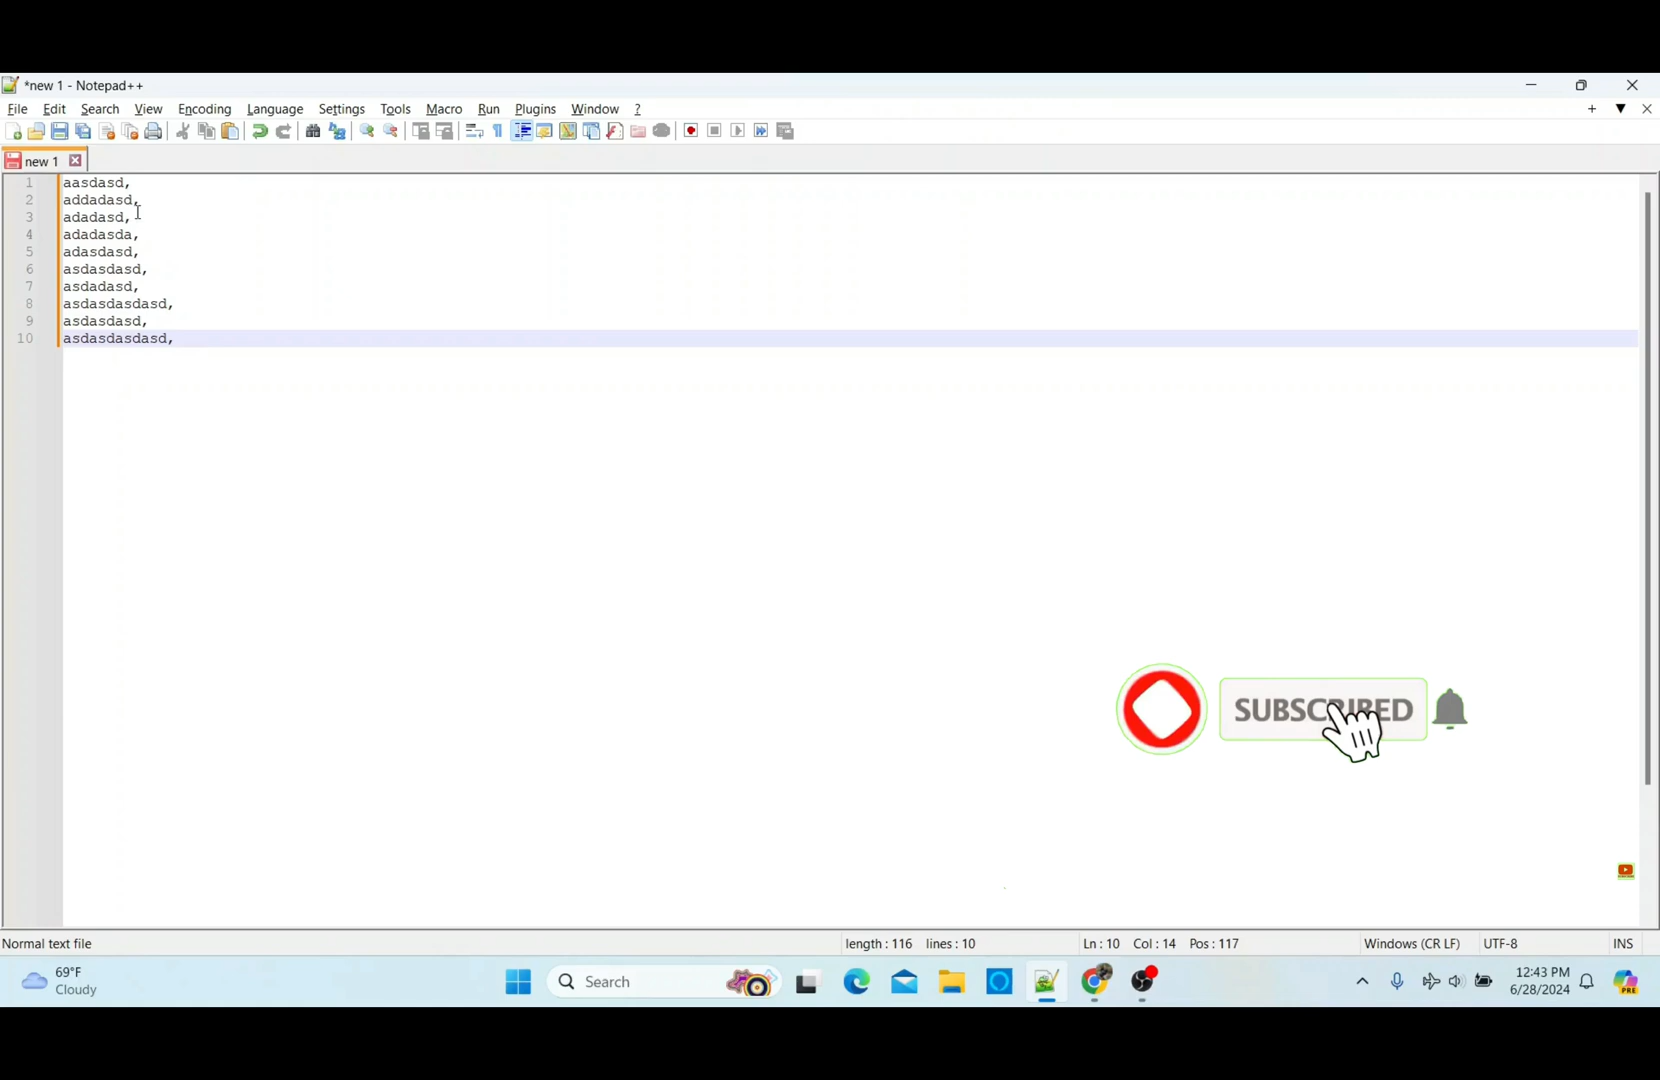 *new 1 - Notepad++
File Edit Search View Encoding Language Settings Tools Macro Run Plugins Window ?
new 1
1 aasdasd,
2 addadasd,
3 adadasd,
4 adadasda,
5 adasdasd,
6 asdasdasd,
7 asdadasd,
8 asdasdasdasd,
9 asdasdasd,
10 asdasdasdasd,
SUBSCRIBED
Normal text file length : 116 lines : 10 Ln : 10 Col : 14 Pos : 117 Windows (CR LF) UTF-8 INS
69°F
Cloudy
Search
12:43 PM
6/28/2024
PRE